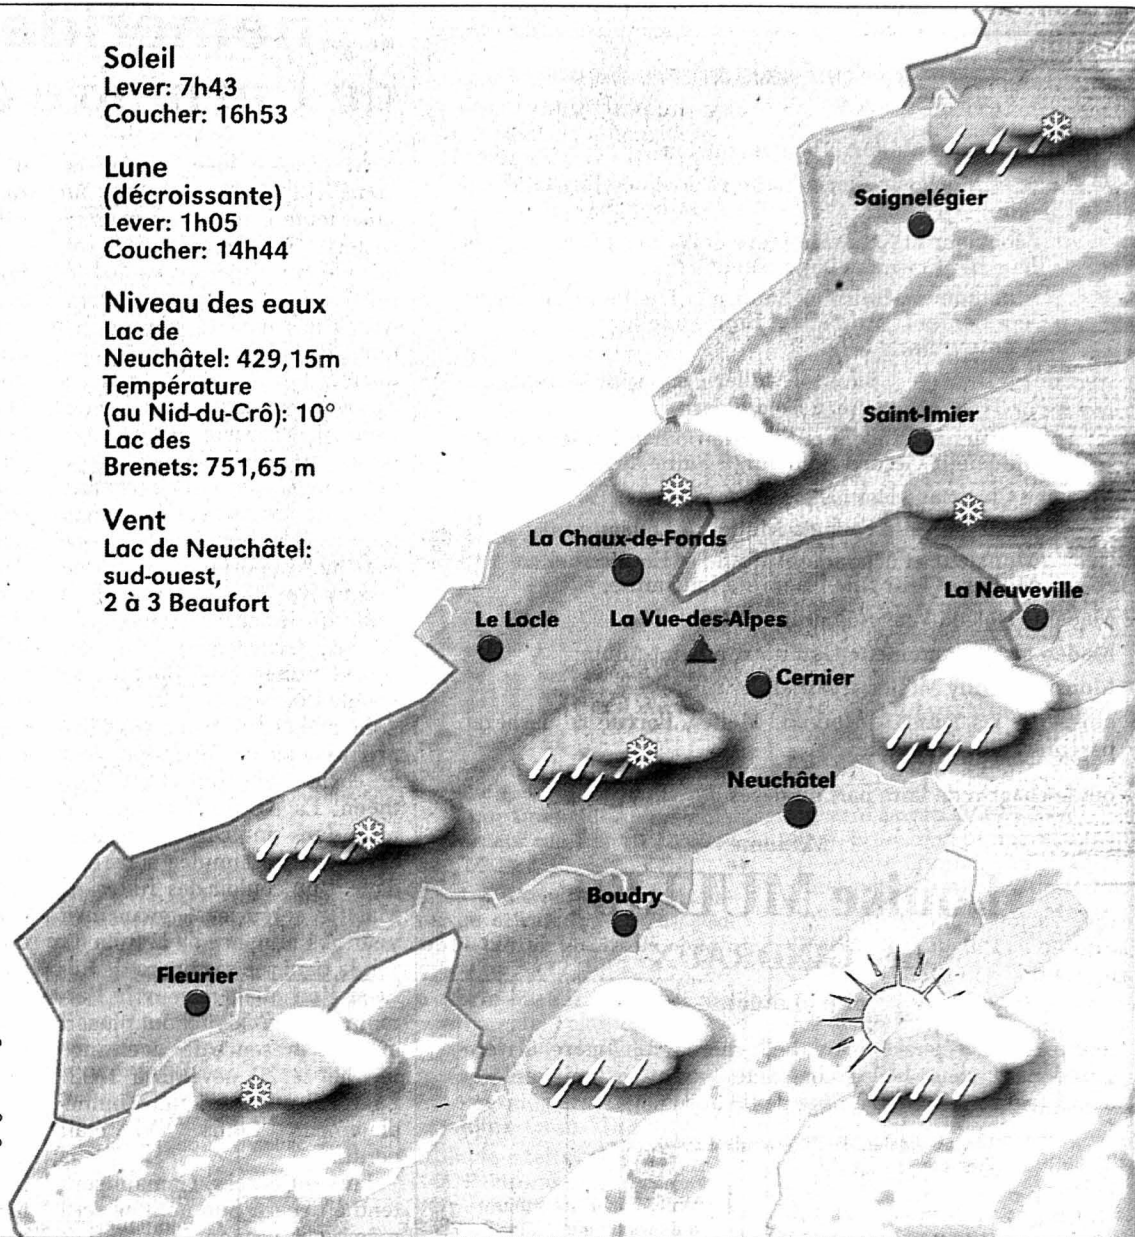 Soleil
Lever: 7h43
Coucher: 16h53
Lune
(décroissante)
Lever: 1h05
Coucher: 14h44
Niveau des eaux
Lac de
Neuchâtel: 429,15m
Température
(au Nid-du-Crô): 10°
Lac des
Brenets: 751,65 m
Vent
Lac de Neuchâtel:
sud-ouest,
2 à 3 Beaufort
Saignelégier
Saint-Imier
La Chaux-de-Fonds
La Neuveville
Le Locle
La Vue-des-Alpes
Cernier
Neuchâtel
Boudry
Fleurier